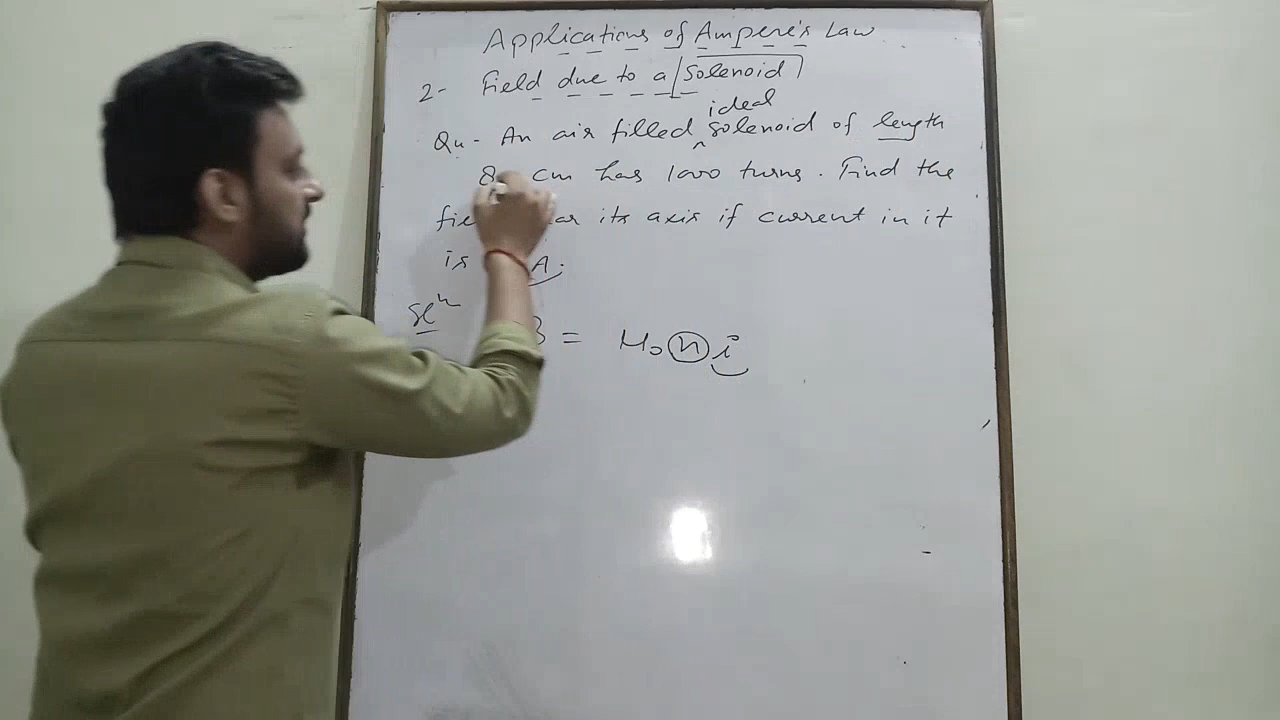 Applications of Ampere's Law
2- Field due to a Solenoid
ideal
Qu- An air filled ^ solenoid of length
8 cm has 1000 turns. Find the
its axis if current in it
is A.
Solⁿ
B = μ₀ n i